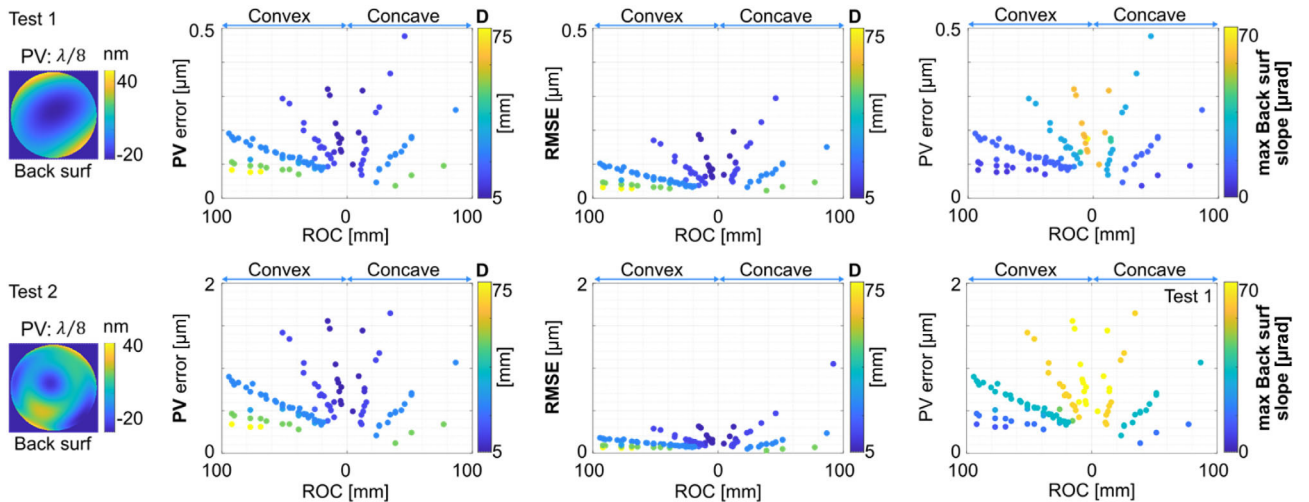 Test 1
PV: λ/8 nm
40
-20
Back surf
Convex Concave D
0.5
PV error [µm]
0
100 0 100
ROC [mm]
75
[mm]
5
Convex Concave D
0.5
RMSE [µm]
0
100 0 100
ROC [mm]
75
[mm]
5
Convex Concave
0.5
PV error [µm]
0
100 0 100
ROC [mm]
70
max Back surf
slope [µrad]
0
Test 2
PV: λ/8 nm
40
-20
Back surf
Convex Concave D
2
PV error [µm]
0
100 0 100
ROC [mm]
75
[mm]
5
Convex Concave D
2
RMSE [µm]
0
100 0 100
ROC [mm]
75
[mm]
5
Convex Concave
Test 1
2
PV error [µm]
0
100 0 100
ROC [mm]
70
max Back surf
slope [µrad]
0